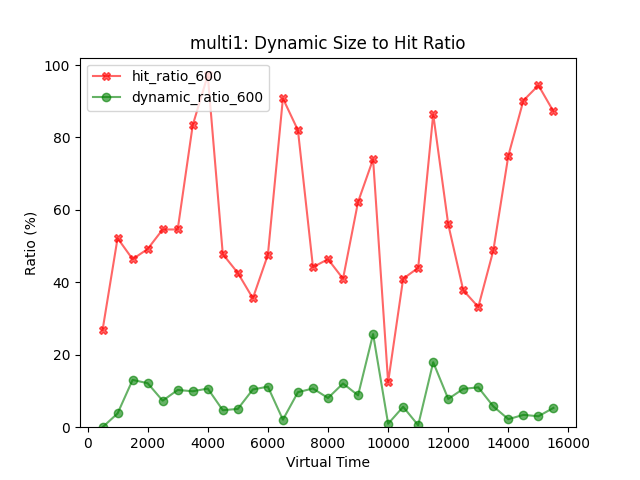 multi1: Dynamic Size to Hit Ratio
hit_ratio_600
dynamic_ratio_600
Ratio (%)
100
80
60
40
20
0
0 2000 4000 6000 8000 10000 12000 14000 16000
Virtual Time